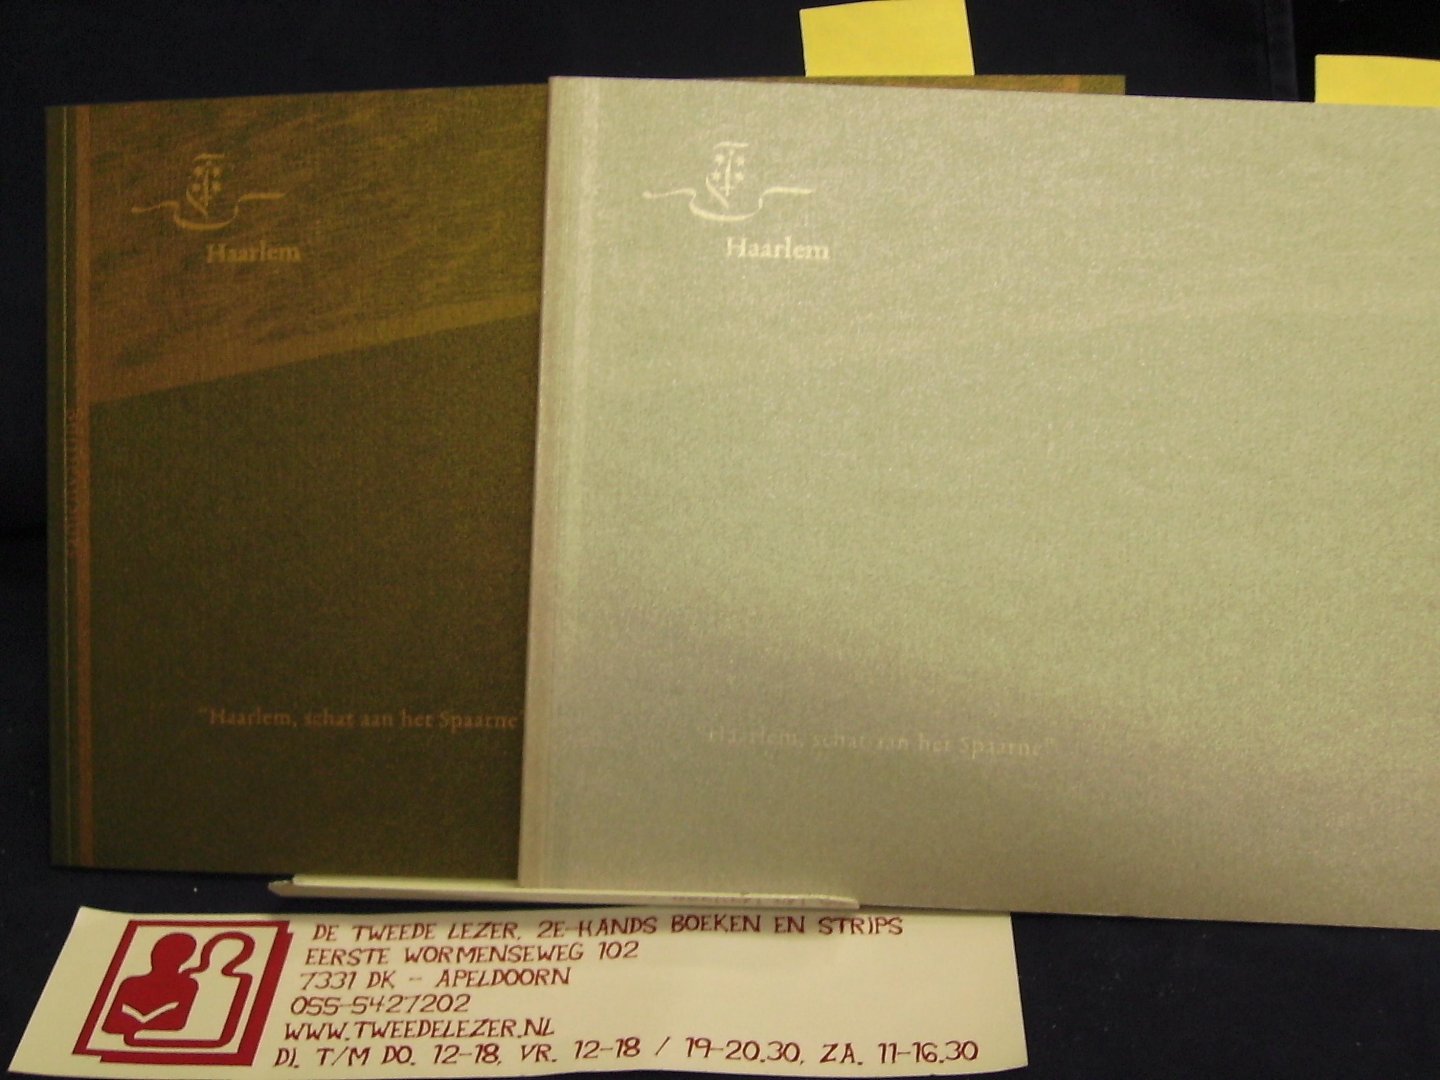 Haarlem
"Haarlem, schat aan het Spaarne
Haarlem
"Haarlem, schat aan het Spaarne"
DE TWEEDE LEZER, 2E-HANDS BOEKEN EN STRIPS
EERSTE WORMENSEWEG 102
7331 DK - APELDOORN
055-5427202
WWW.TWEEDELEZER.NL
DI. T/M DO. 12-18, VR. 12-18 / 19-20.30, ZA. 11-16.30